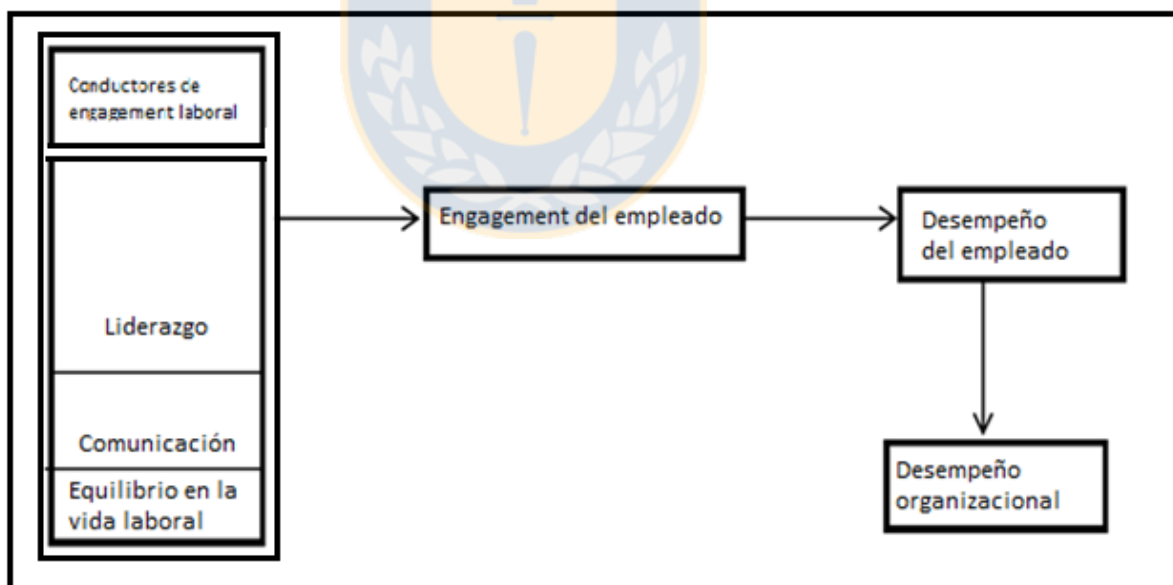 Conductores de
engagement laboral
Liderazgo
Comunicación
Equilibrio en la
vida laboral
Engagement del empleado
Desempeño
del empleado
Desempeño
organizacional